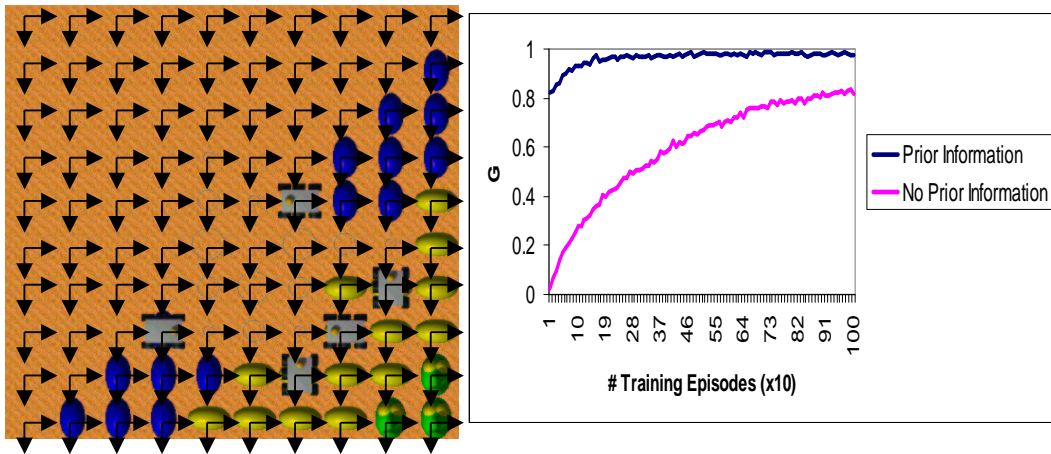 1
0.8
0.6
0.4
0.2
0
G
1 10 19 28 37 46 55 64 73 82 91 100
# Training Episodes (x10)
Prior Information
No Prior Information